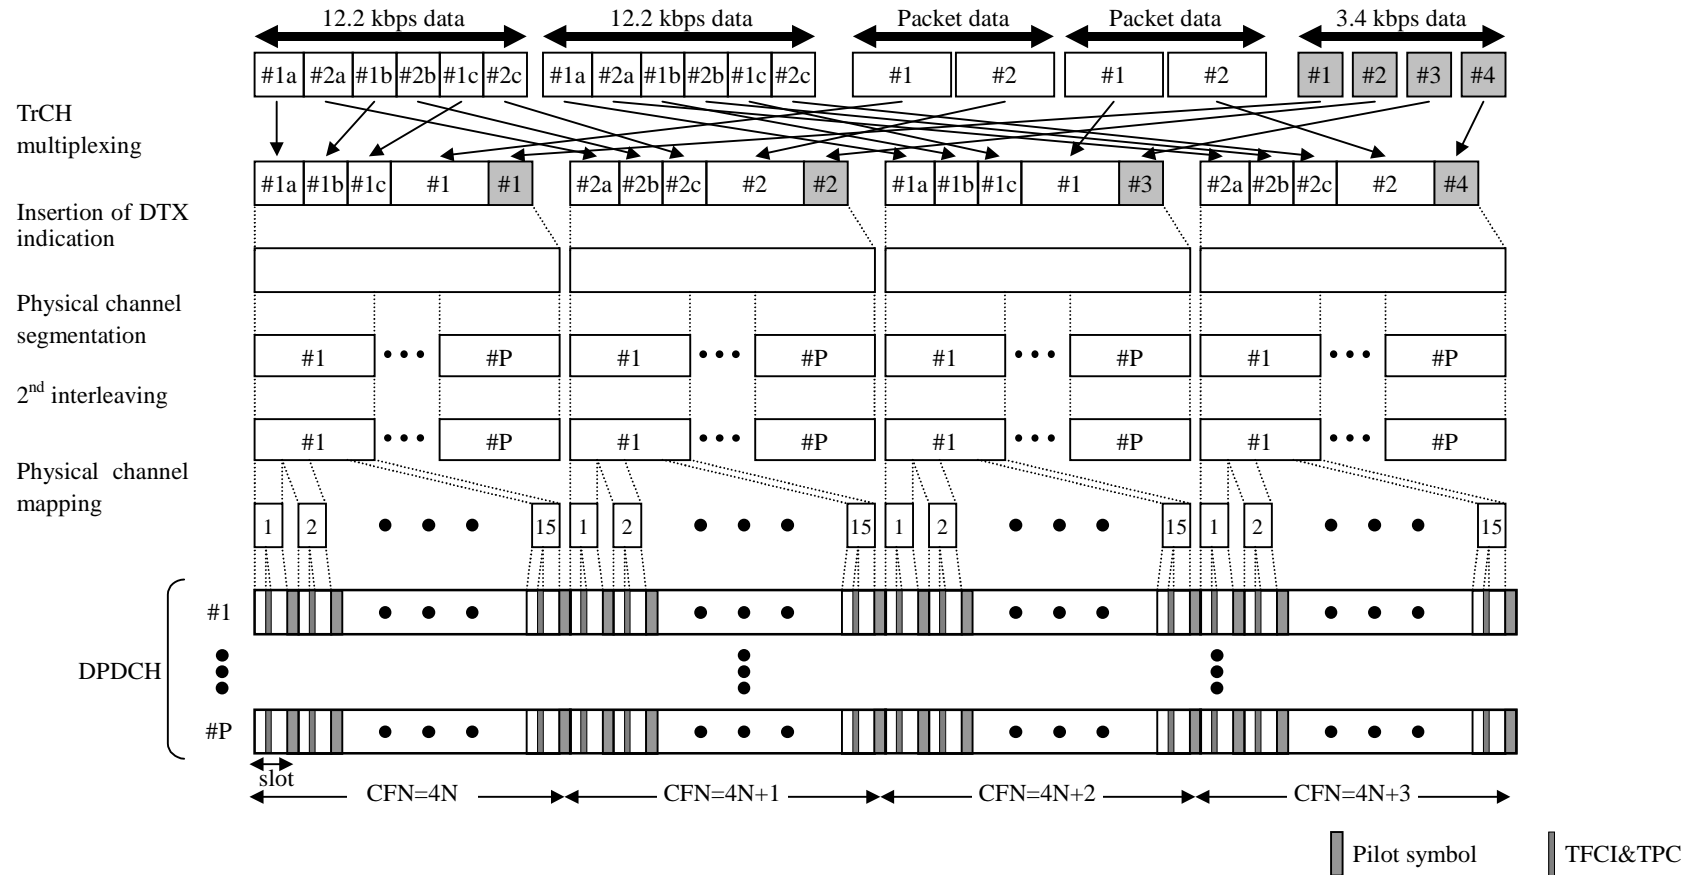 12.2 kbps data 12.2 kbps data Packet data Packet data 3.4 kbps data
#1a #2a #1b #2b #1c #2c #1a #2a #1b #2b #1c #2c #1 #2 #1 #2 #1 #2 #3 #4
TrCH
multiplexing
#1a #1b #1c #1 #1 #2a #2b #2c #2 #2 #1a #1b #1c #1 #3 #2a #2b #2c #2 #4
Insertion of DTX
indication
Physical channel
segmentation
#1 #P #1 #P #1 #P #1 #P
2nd interleaving
#1 #P #1 #P #1 #P #1 #P
Physical channel
mapping
1 2 15 1 2 15 1 2 15 1 2 15
#1
DPDCH
#P
slot
CFN=4N CFN=4N+1 CFN=4N+2 CFN=4N+3
Pilot symbol TFCI&TPC